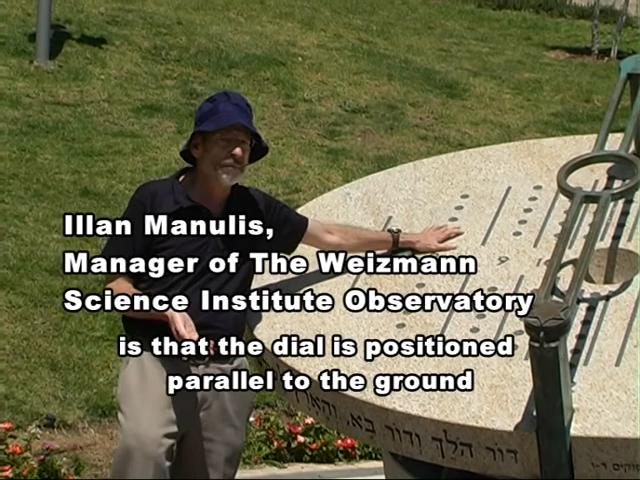 Illan Manulis,
Manager of The Weizmann
Science Institute Observatory
is that the dial is positioned
parallel to the ground
דור הלך ודור בא, והארץ